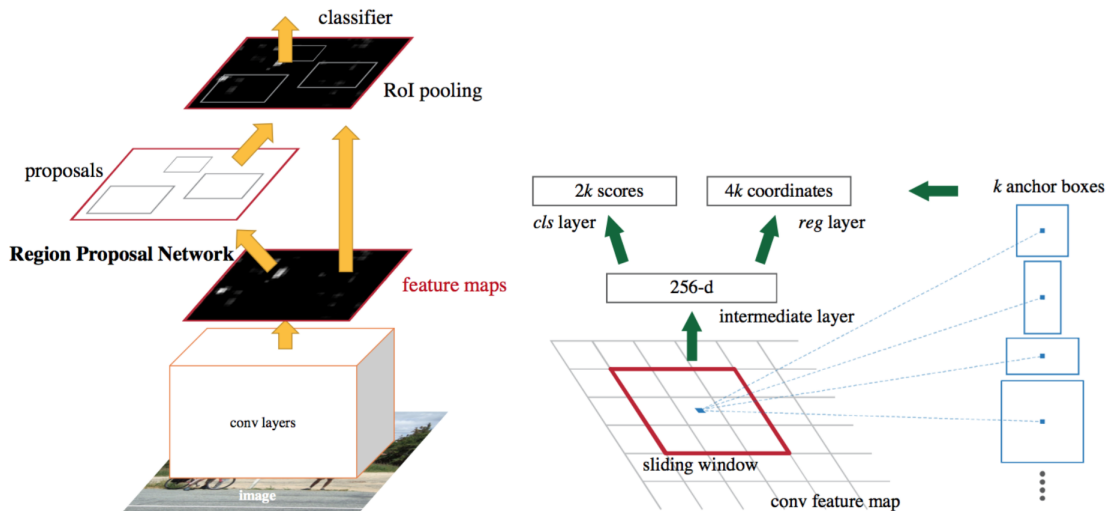 classifier
RoI pooling
proposals
Region Proposal Network
feature maps
conv layers
image
2k scores
4k coordinates
k anchor boxes
cls layer
reg layer
256-d
intermediate layer
sliding window
conv feature map